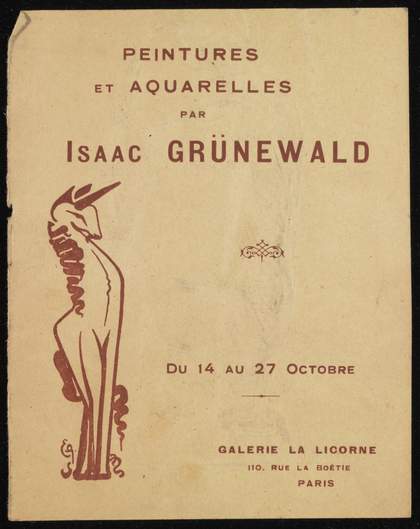 PEINTURES
ET AQUARELLES
PAR
ISAAC GRÜNEWALD
DU 14 AU 27 OCTOBRE
GALERIE LA LICORNE
110, RUE LA BOËTIE
PARIS